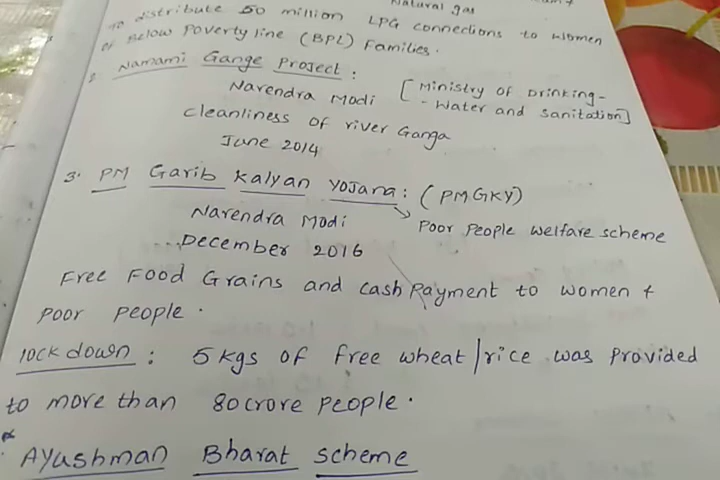 Natural gas
To distribute 50 million LPG connections to women
of Below Poverty line (BPL) Families.
2. Namami Gange Project :
Narendra Modi [Ministry of Drinking-
- Water and Sanitation]
Cleanliness of river Ganga
June 2014
3. PM Garib Kalyan Yojana : (PMGKY)
Narendra Modi → Poor People welfare scheme
...December 2016
Free Food Grains and cash Payment to women &
Poor People.
lock down : 5 kgs of free wheat/rice was Provided
to more than 80 crore People.
Ayushman Bharat Scheme